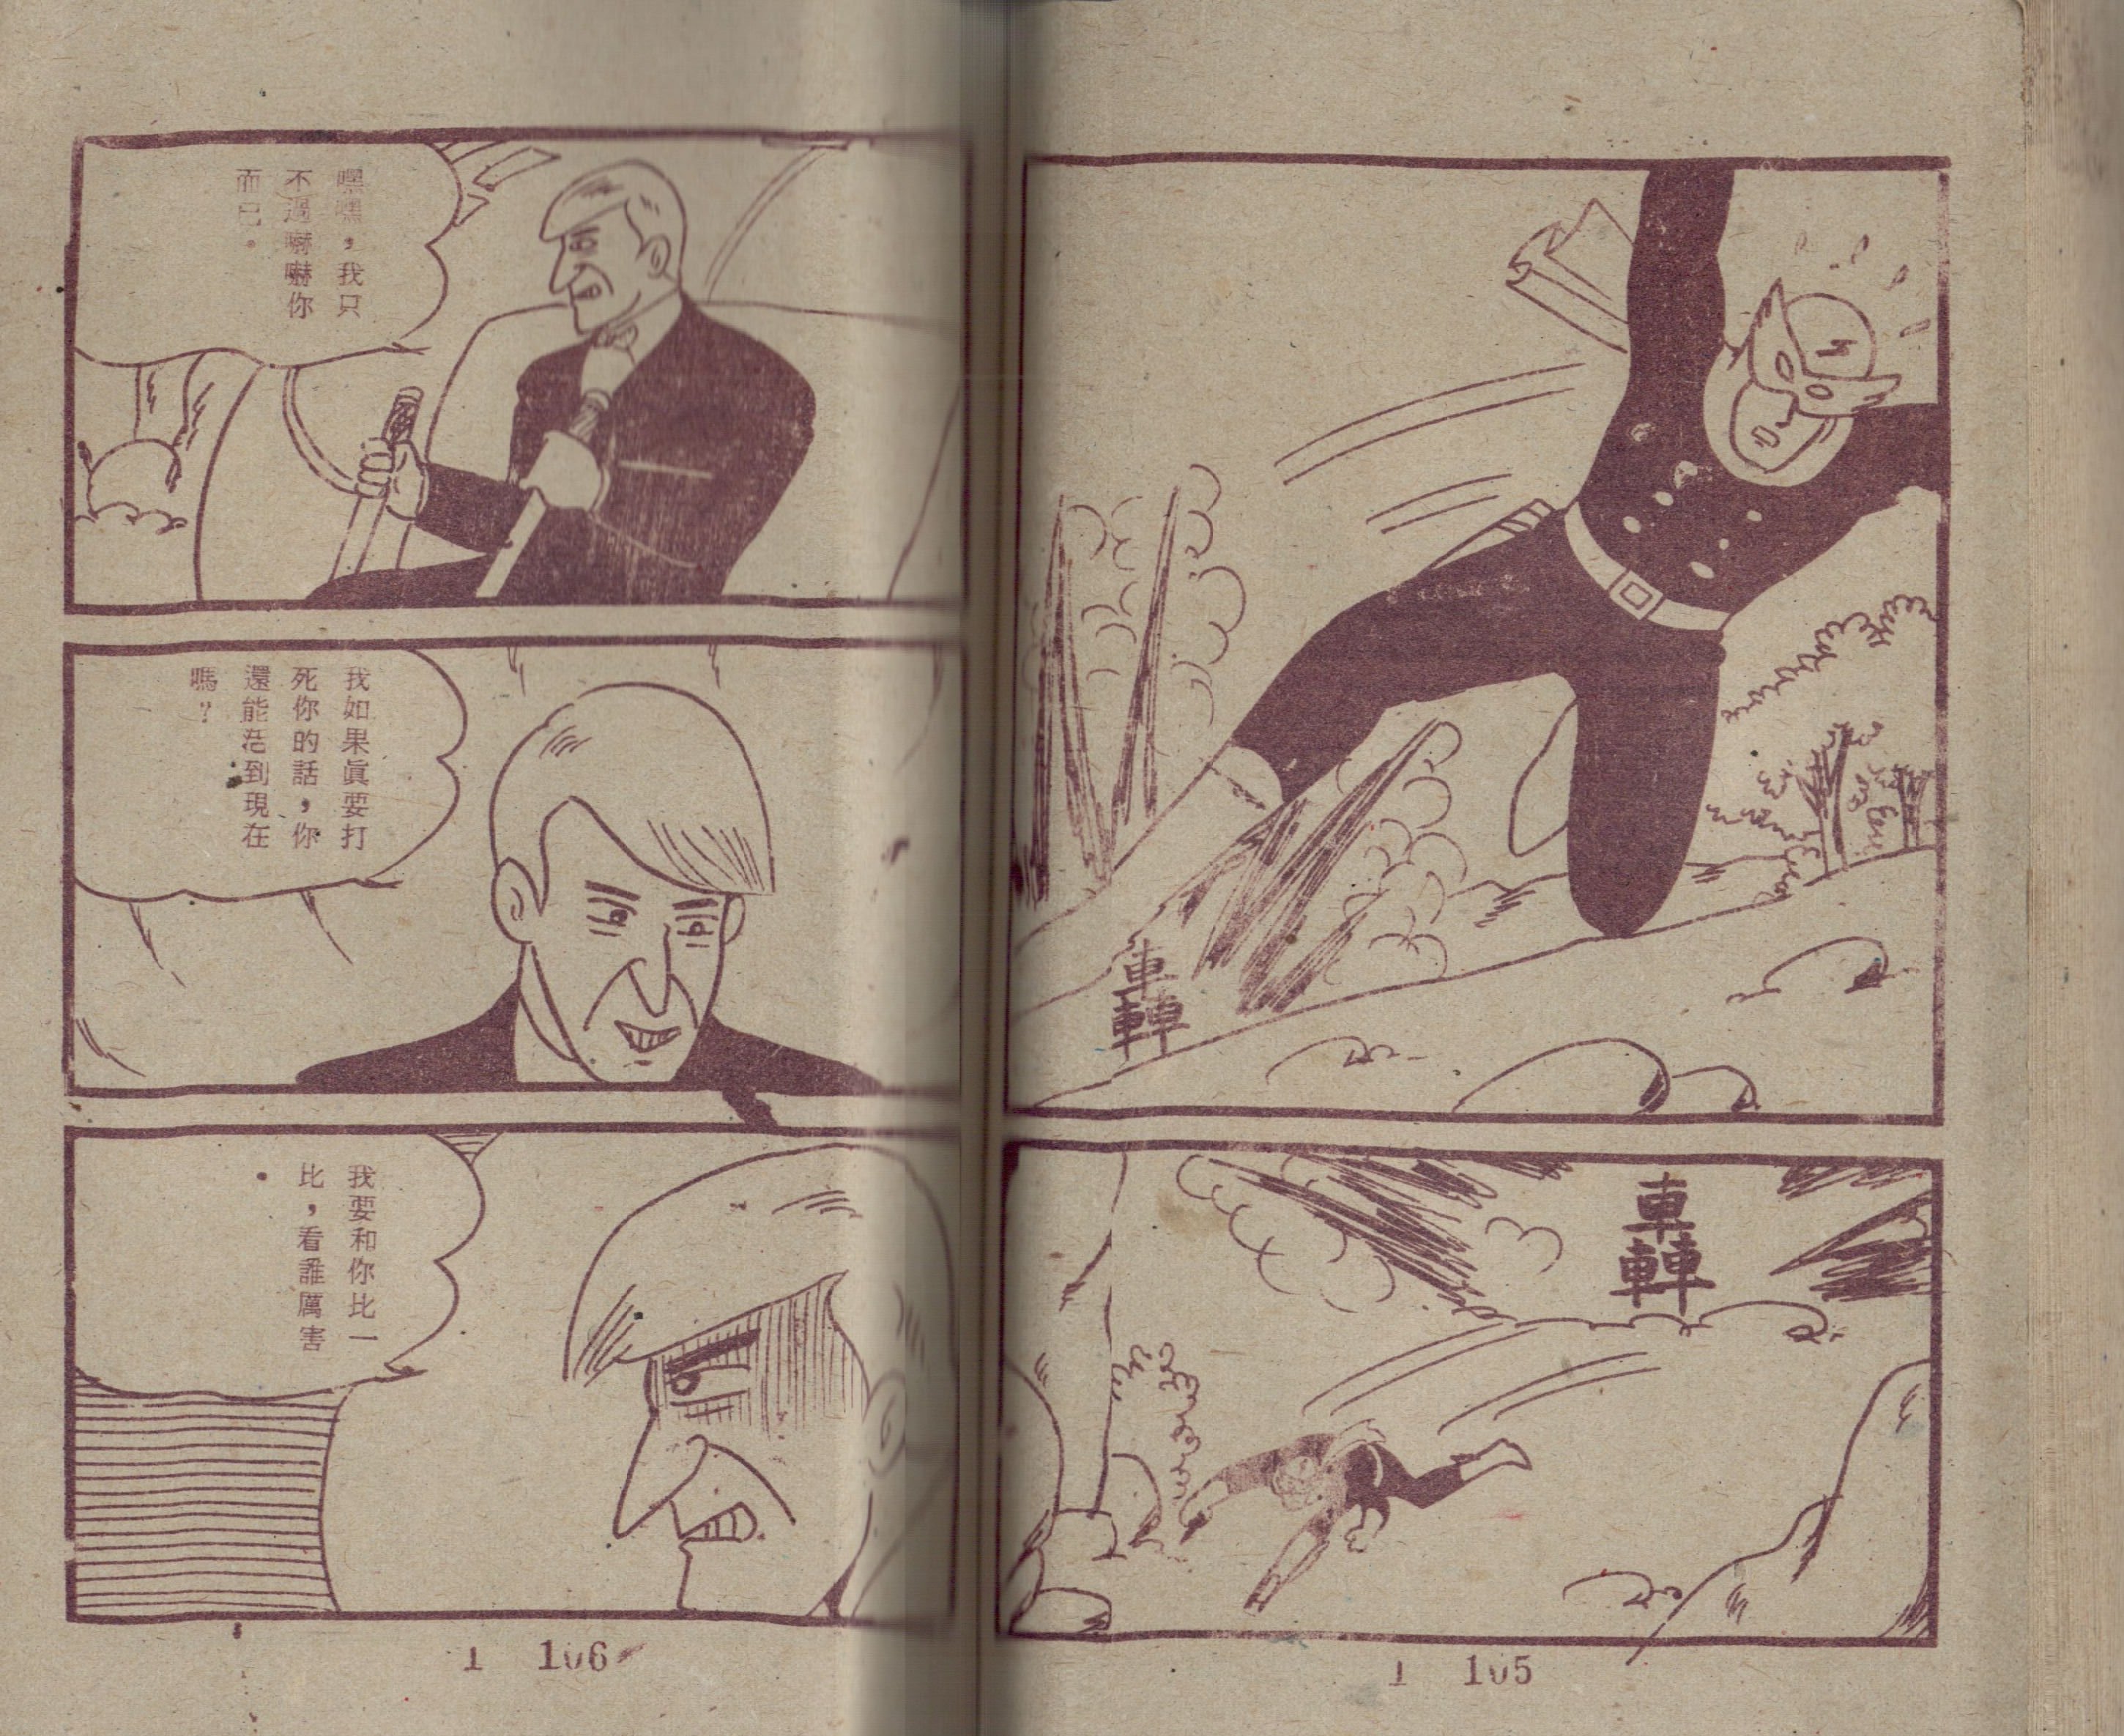 轟
轟
1 105
嘿嘿，我只
不過嚇嚇你
而已。
我如果眞要打
死你的話，你
還能活到現在
嗎？
我要和你比一
比，看誰厲害
。
1 106